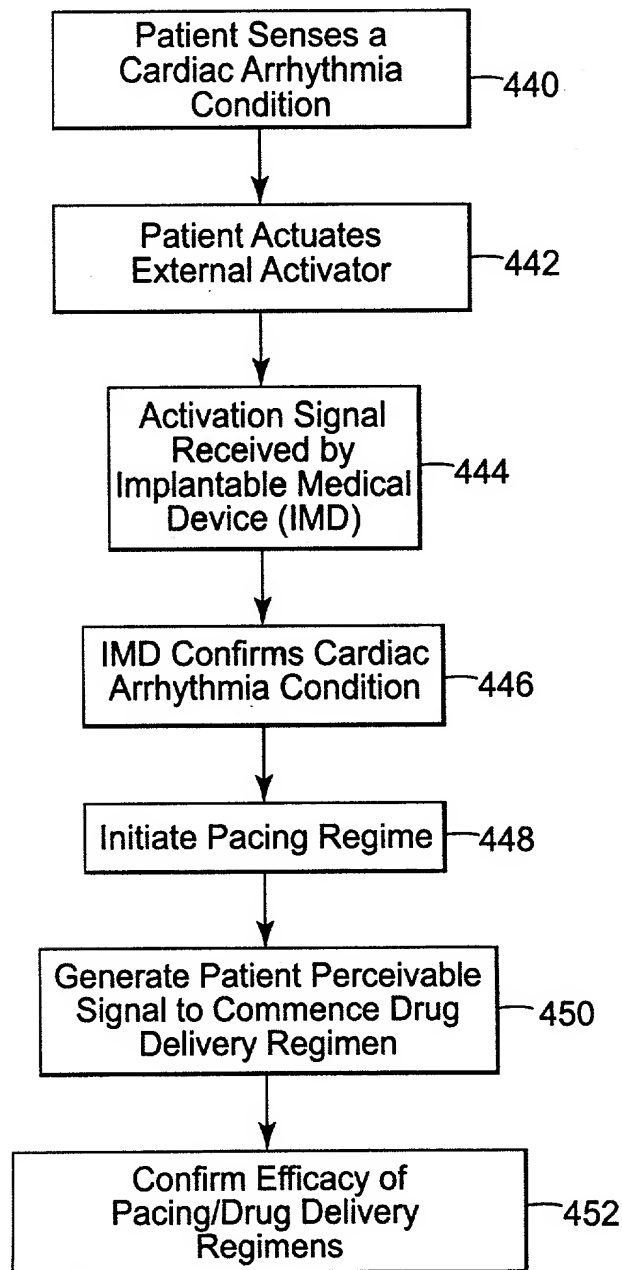 Patient Senses a
Cardiac Arrhythmia
Condition
440
Patient Actuates
External Activator
442
Activation Signal
Received by
Implantable Medical
Device (IMD)
444
IMD Confirms Cardiac
Arrhythmia Condition
446
Initiate Pacing Regime
448
Generate Patient Perceivable
Signal to Commence Drug
Delivery Regimen
450
Confirm Efficacy of
Pacing/Drug Delivery
Regimens
452